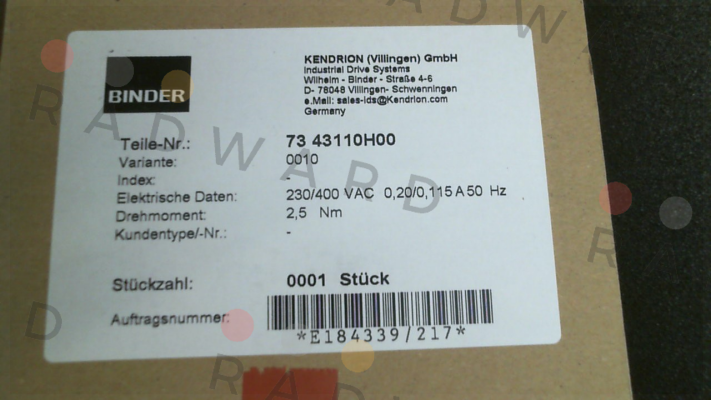 BINDER
KENDRION (Villingen) GmbH
Industrial Drive Systems
Wilhelm - Binder - Straße 4-6
D- 78048 Villingen- Schwenningen
e.Mail: sales-ids@Kendrion.com
Germany
Teile-Nr.: 73 43110H00
Variante: 0010
Index: -
Elektrische Daten: 230/400 VAC 0,20/0,115 A 50 Hz
Drehmoment: 2,5 Nm
Kundentype/-Nr.: -
Stückzahl: 0001 Stück
Auftragsnummer:
*E184339/217*
RADWARD
RADWARD